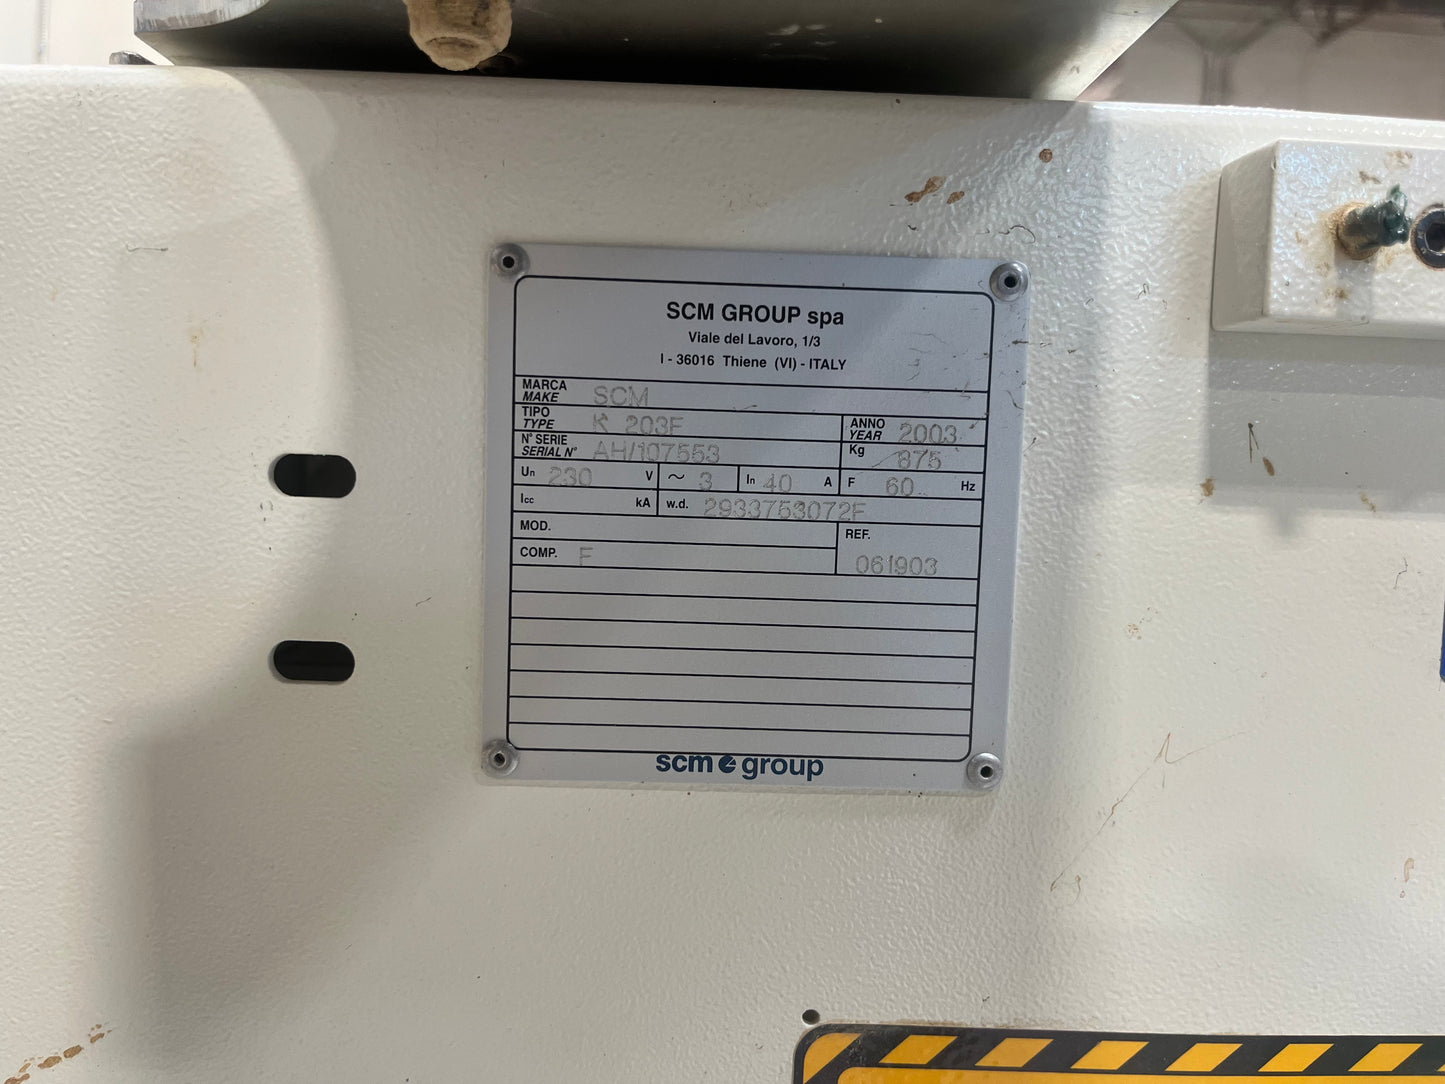 SCM GROUP spa
Viale del Lavoro, 1/3
I - 36016 Thiene (VI) - ITALY
MARCA
MAKE SCM
TIPO
TYPE K 203F
ANNO
YEAR 2003
N° SERIE
SERIAL N° AH/107553
Kg 875
Un 230 V ~ 3 In 40 A F 60 Hz
Icc kA w.d. 2933753072F
MOD.
REF.
061903
COMP. F
scm group